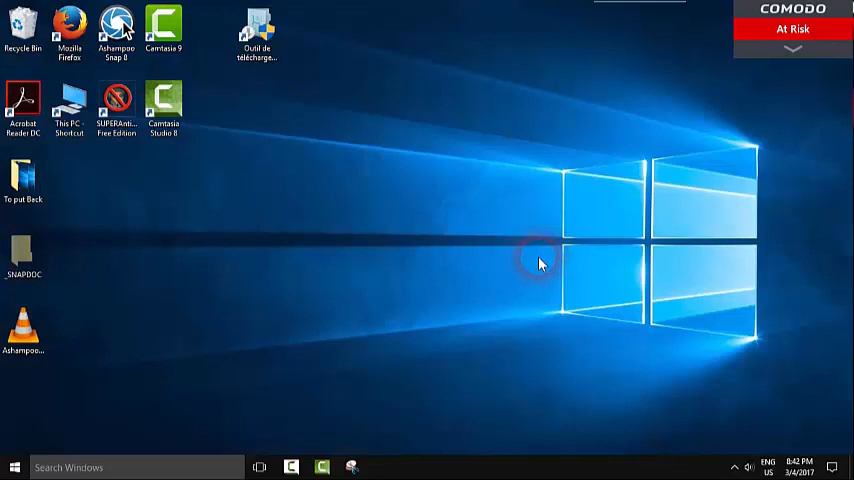 COMODO
At Risk
Recycle Bin
Mozilla
Firefox
Ashampoo
Snap 8
Camtasia 9
Outil de
télécharge...
Acrobat
Reader DC
This PC -
Shortcut
SUPERAnti...
Free Edition
Camtasia
Studio 8
To put Back
_SNAPDOC
Ashampoo...
Search Windows
ENG
US
8:42 PM
3/4/2017